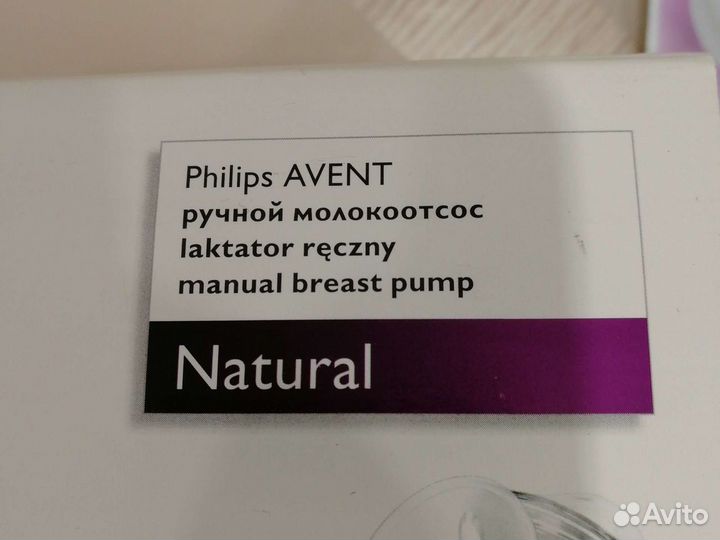 Philips AVENT
ручной молокоотсос
laktator ręczny
manual breast pump
Natural
Avito